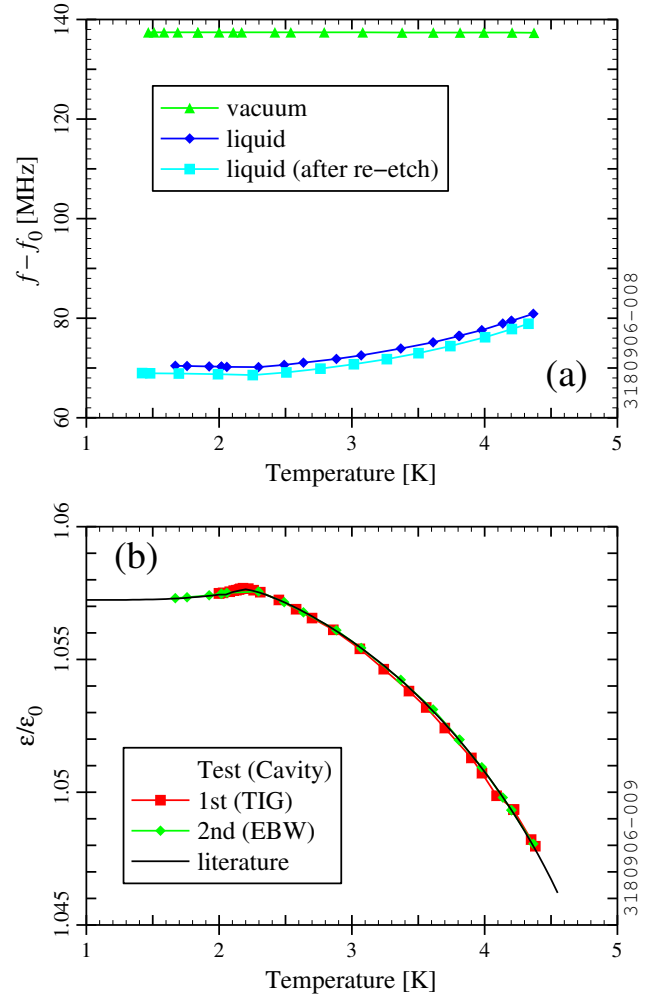 140
120
100
80
60
f − f0 [MHz]
vacuum
liquid
liquid (after re−etch)
(a)
3180906−008
1 2 3 4 5
Temperature [K]
1.06
1.055
1.05
1.045
ε/ε0
(b)
Test (Cavity)
1st (TIG)
2nd (EBW)
literature
3180906−009
1 2 3 4 5
Temperature [K]